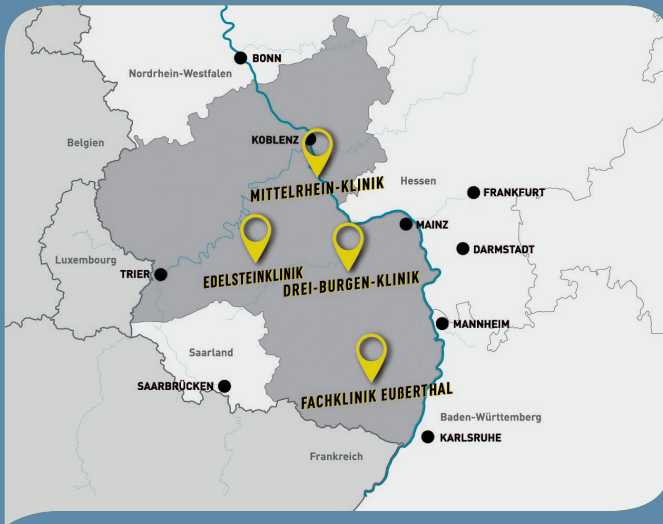 BONN
Nordrhein-Westfalen
KOBLENZ
Belgien
MITTELRHEIN-KLINIK
Hessen
FRANKFURT
MAINZ
DARMSTADT
Luxembourg
TRIER
EDELSTEINKLINIK
DREI-BURGEN-KLINIK
MANNHEIM
Saarland
SAARBRÜCKEN
FACHKLINIK EUßERTHAL
Baden-Württemberg
KARLSRUHE
Frankreich